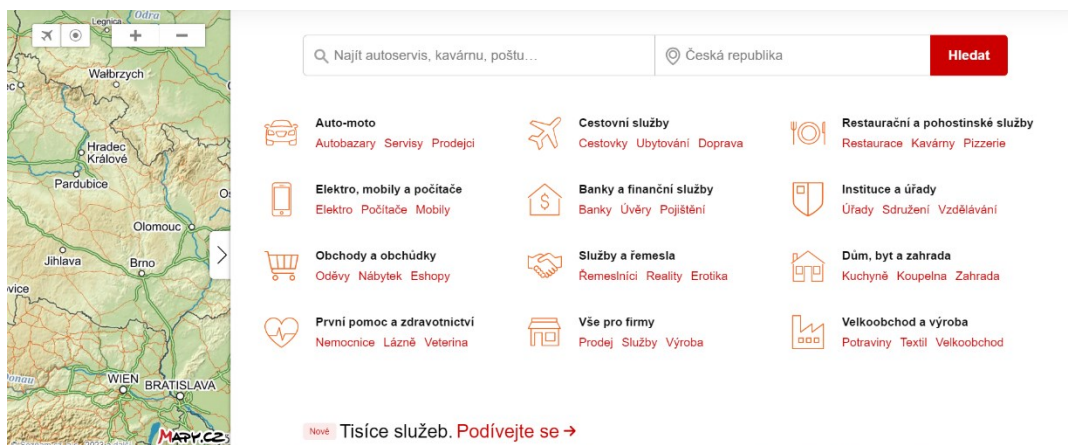 Odra
Legnica
+ −
Wałbrzych
Hradec
Králové
Pardubice
Olomouc
Jihlava
Brno
WIEN
BRATISLAVA
MAPY.CZ
Najít autoservis, kavárnu, poštu...
Česká republika
Hledat
Auto-moto
Autobazary Servisy Prodejci
Cestovní služby
Cestovky Ubytování Doprava
Restaurační a pohostinské služby
Restaurace Kavárny Pizzerie
Elektro, mobily a počítače
Elektro Počítače Mobily
Banky a finanční služby
Banky Úvěry Pojištění
Instituce a úřady
Úřady Sdružení Vzdělávání
Obchody a obchůdky
Oděvy Nábytek Eshopy
Služby a řemesla
Řemeslníci Reality Erotika
Dům, byt a zahrada
Kuchyně Koupelna Zahrada
První pomoc a zdravotnictví
Nemocnice Lázně Veterina
Vše pro firmy
Prodej Služby Výroba
Velkoobchod a výroba
Potraviny Textil Velkoobchod
Nové Tisíce služeb. Podívejte se →